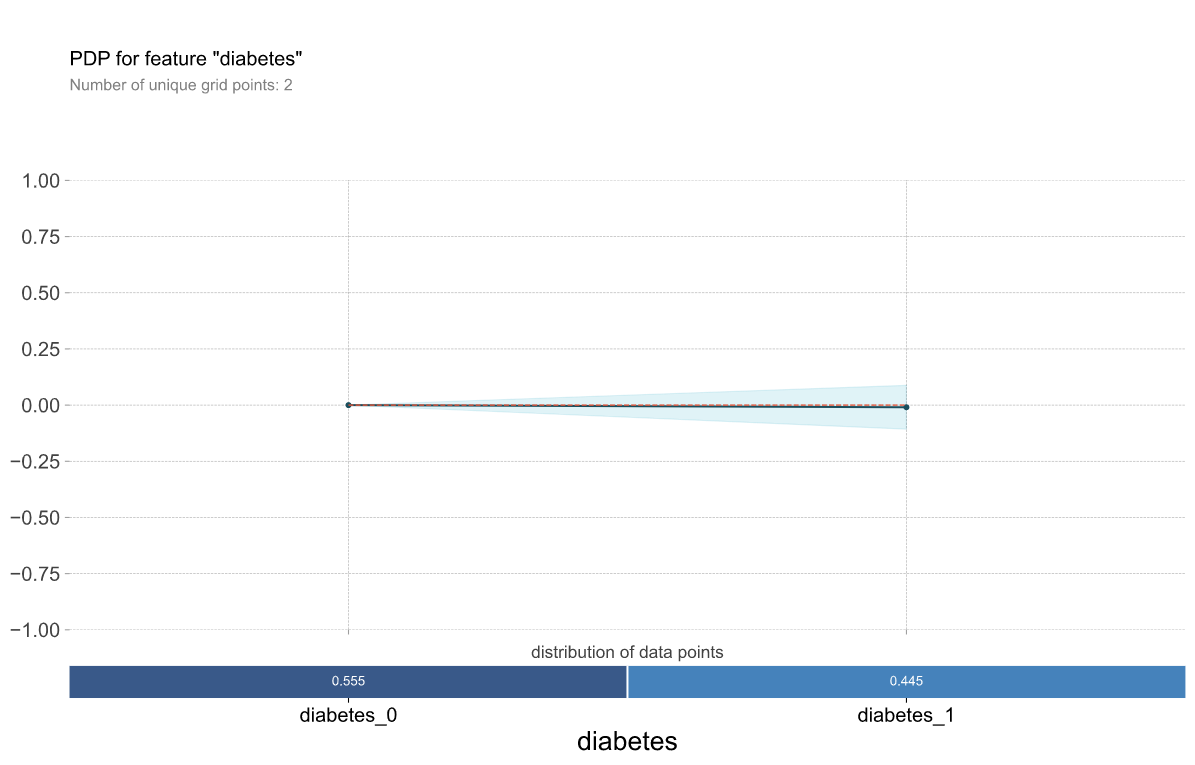 PDP for feature "diabetes"
Number of unique grid points: 2
1.00
0.75
0.50
0.25
0.00
−0.25
−0.50
−0.75
−1.00
distribution of data points
0.555 0.445
diabetes_0 diabetes_1
diabetes